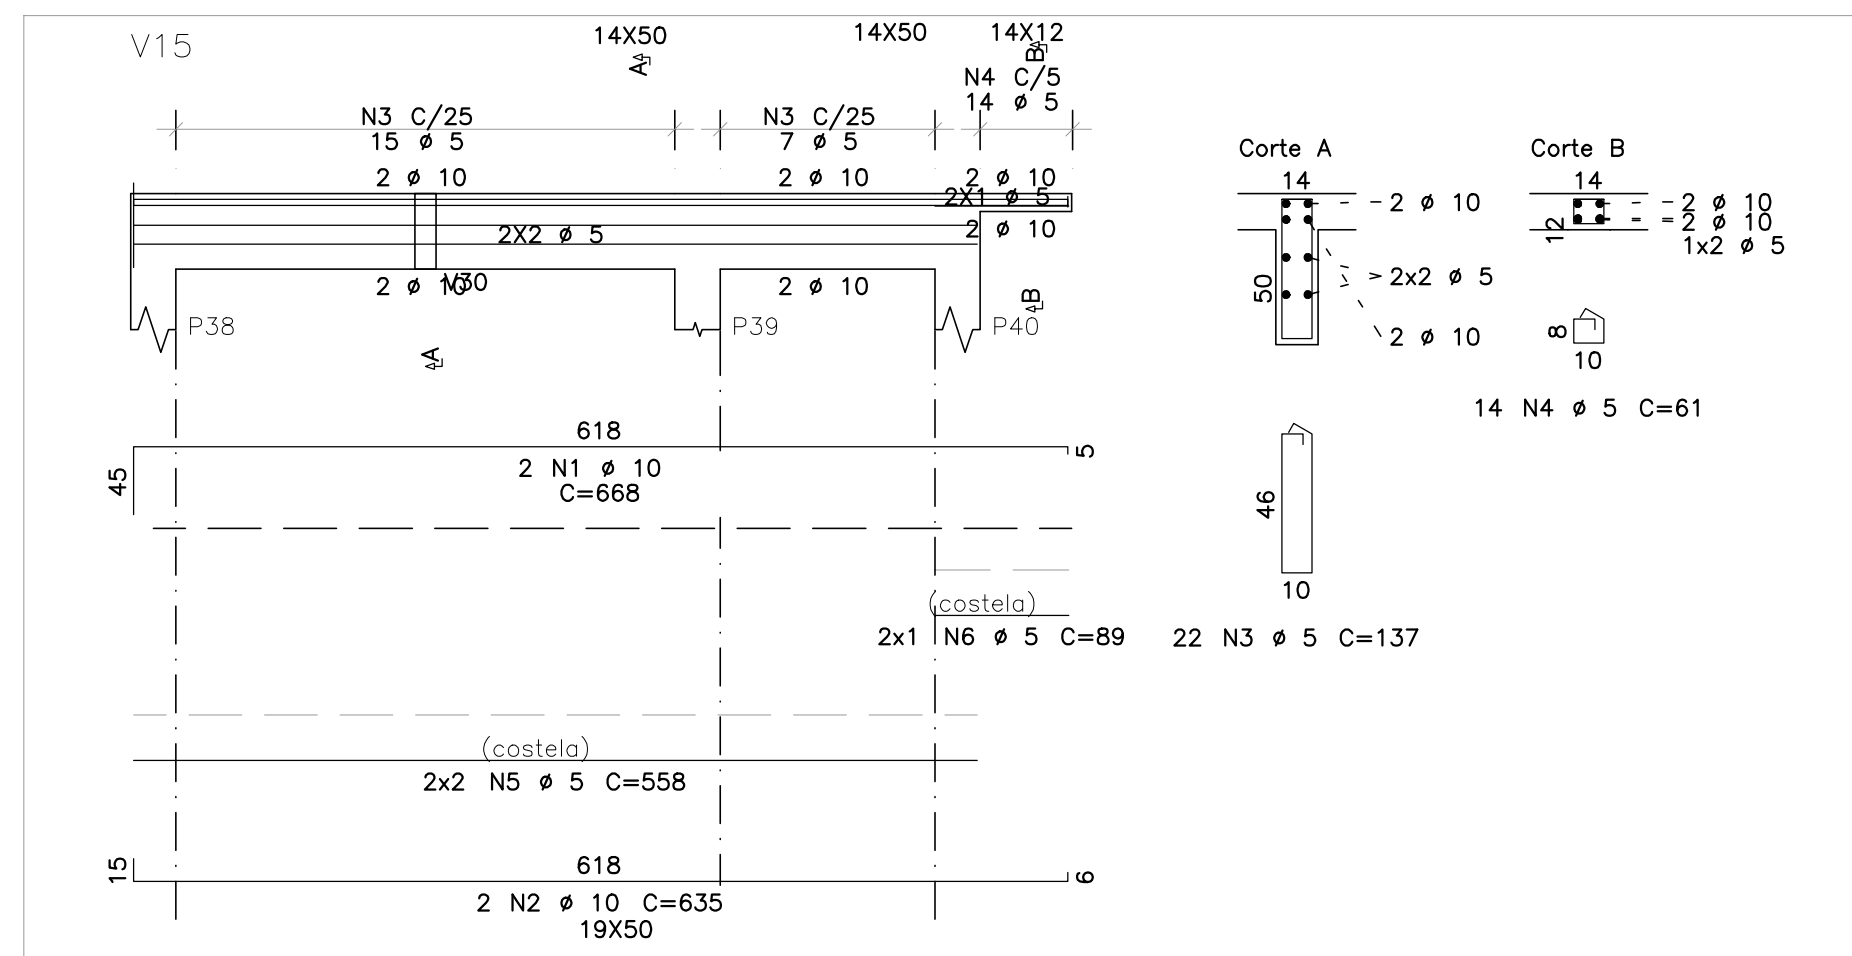 V15
14X50
14X50
14X12
A
B
N4 C/5
14 ø 5
N3 C/25
15 ø 5
N3 C/25
7 ø 5
2 ø 10
2 ø 10
2 ø 10
2X1 ø 5
2X2 ø 5
2 ø 10
2 ø 10
V30
2 ø 10
B
P38
P39
P40
A
Corte A
14
2 ø 10
50
2x2 ø 5
2 ø 10
Corte B
14
2 ø 10
2 ø 10
12
1x2 ø 5
8
10
14 N4 ø 5 C=61
618
5
45
2 N1 ø 10
C=668
46
10
22 N3 ø 5 C=137
(costela)
2x1 N6 ø 5 C=89
(costela)
2x2 N5 ø 5 C=558
15
618
6
2 N2 ø 10 C=635
19X50